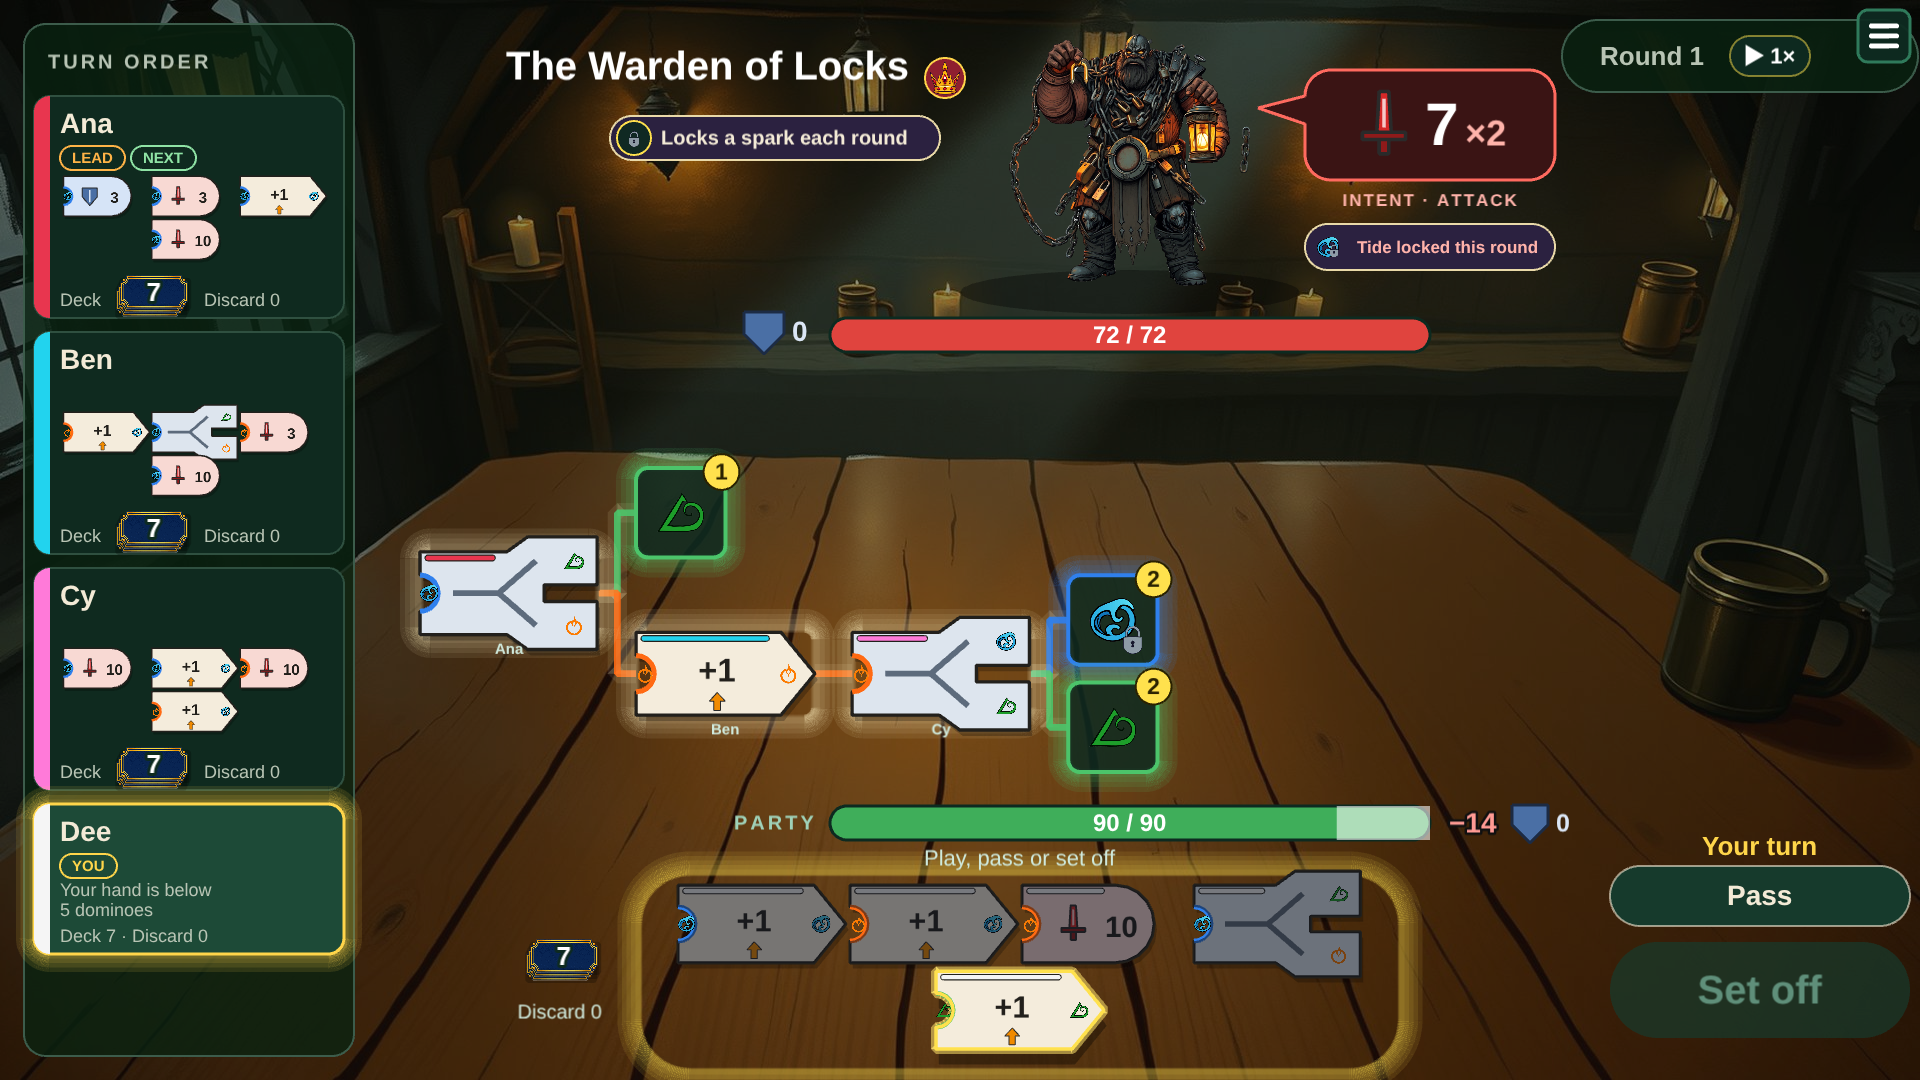 TURN ORDER
Ana
LEAD NEXT
3 3 +1
10
Deck 7 Discard 0
Ben
+1 3
10
Deck 7 Discard 0
Cy
10 +1 10
+1
Deck 7 Discard 0
Dee
YOU
Your hand is below
5 dominoes
Deck 7 · Discard 0
The Warden of Locks
Locks a spark each round
7 ×2
INTENT · ATTACK
Tide locked this round
Round 1 1×
0 72 / 72
1
Ana
+1
Ben
Cy
2
2
PARTY 90 / 90 −14 0
Play, pass or set off
+1 +1 10
+1
7
Discard 0
Your turn
Pass
Set off